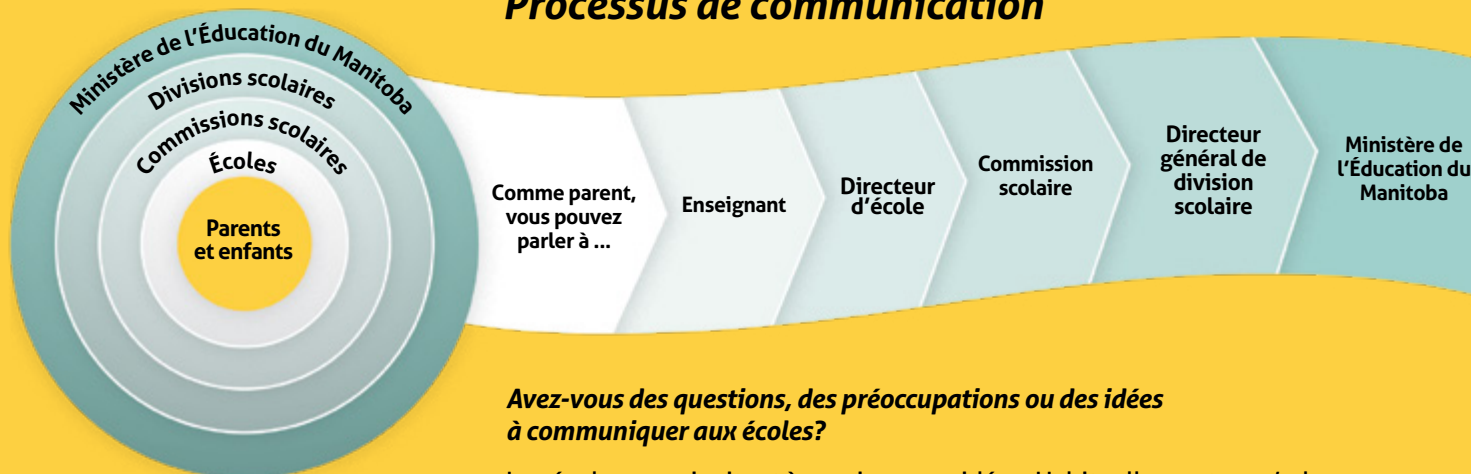 Processus de communication
Ministère de l'Éducation du Manitoba
Divisions scolaires
Commissions scolaires
Écoles
Parents
et enfants
Comme parent,
vous pouvez
parler à ...
Enseignant
Directeur
d'école
Commission
scolaire
Directeur
général de
division
scolaire
Ministère de
l'Éducation du
Manitoba
Avez-vous des questions, des préoccupations ou des idées
à communiquer aux écoles?